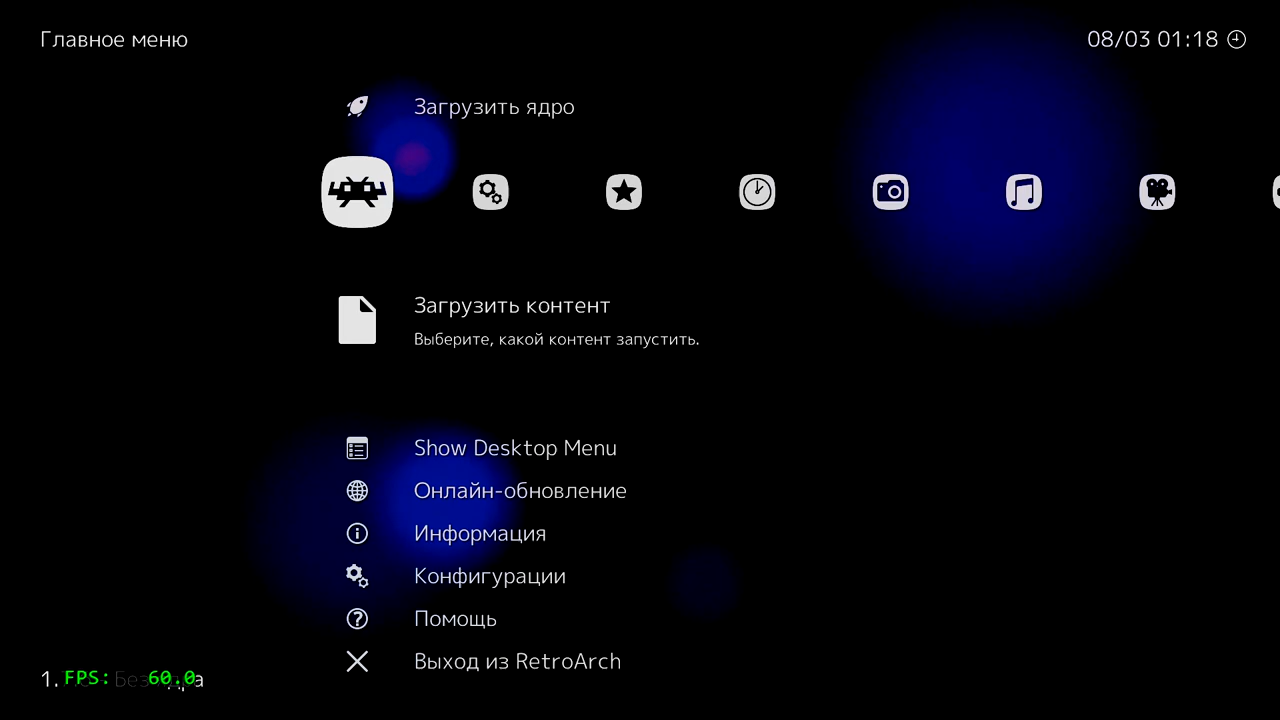 Главное меню
08/03 01:18
Загрузить ядро
Загрузить контент
Выберите, какой контент запустить.
Show Desktop Menu
Онлайн-обновление
Информация
Конфигурации
Помощь
Выход из RetroArch
FPS: 60.0